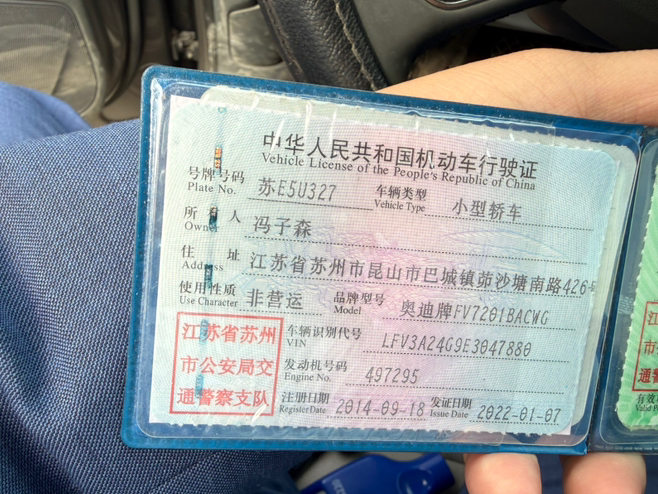 中华人民共和国机动车行驶证
Vehicle License of the People's Republic of China
号牌号码 苏E5U327 车辆类型 小型轿车
Plate No. Vehicle Type
所有人 冯子森
Owner
住址 江苏省苏州市昆山市巴城镇茆沙塘南路426号
Address
使用性质 非营运 品牌型号 奥迪牌FV7201BACWG
Use Character Model
江苏省苏州 车辆识别代号 LFV3A24G9E3047880
VIN
市公安局交 发动机号码 497295
Engine No.
通警察支队 注册日期 2014-09-18 发证日期 2022-01-07
Register Date Issue Date